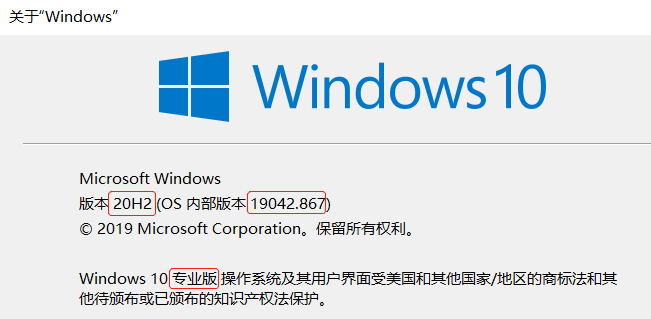 关于“Windows”
Windows 10
Microsoft Windows
版本 20H2 (OS 内部版本 19042.867)
© 2019 Microsoft Corporation。保留所有权利。
Windows 10 专业版 操作系统及其用户界面受美国和其他国家/地区的商标法和其
他待颁布或已颁布的知识产权法保护。